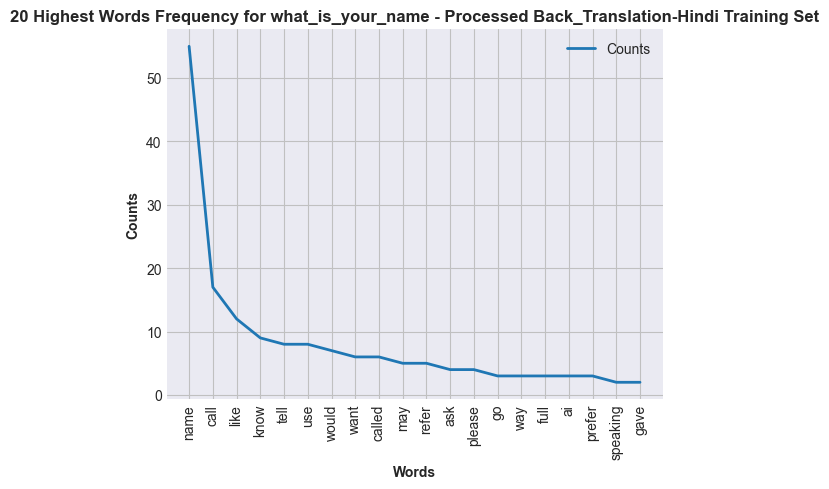 20 Highest Words Frequency for what_is_your_name - Processed Back_Translation-Hindi Training Set
Counts
50
40
30
20
10
0
Counts
name
call
like
know
tell
use
would
want
called
may
refer
ask
please
go
way
full
ai
prefer
speaking
gave
Words